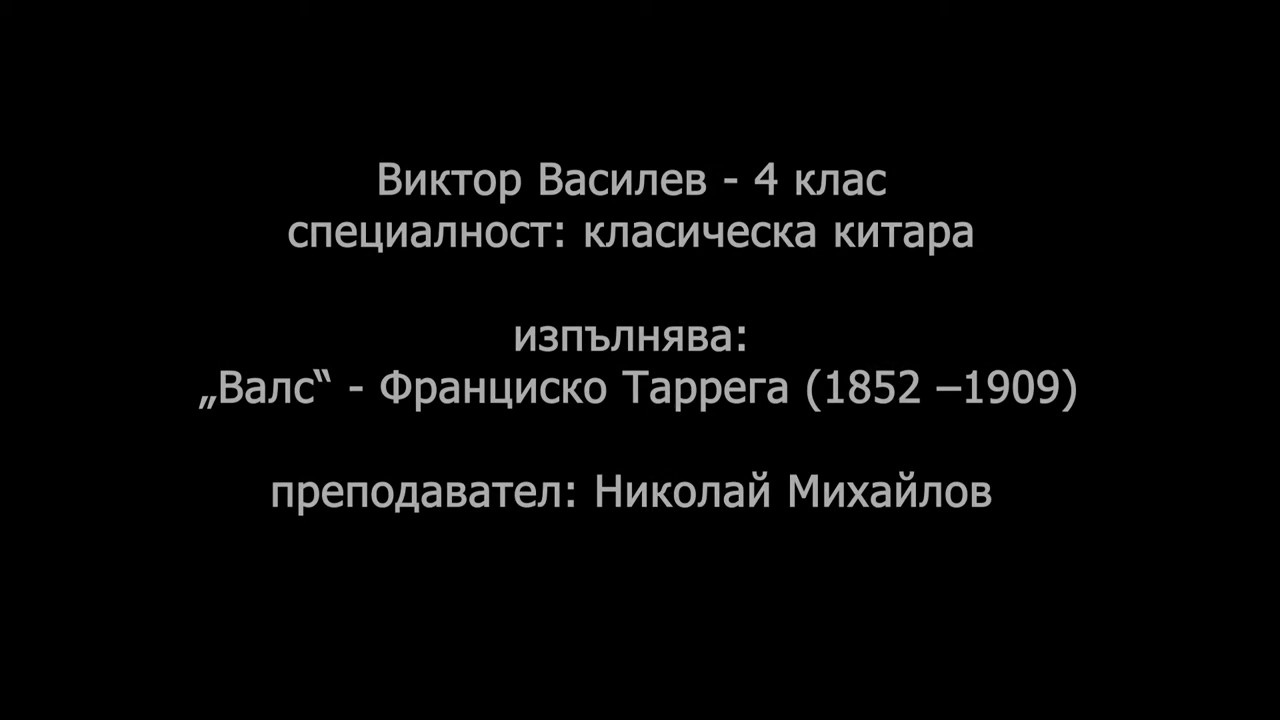 Виктор Василев - 4 клас
специалност: класическа китара
изпълнява:
„Валс“ - Франциско Таррега (1852 –1909)
преподавател: Николай Михайлов